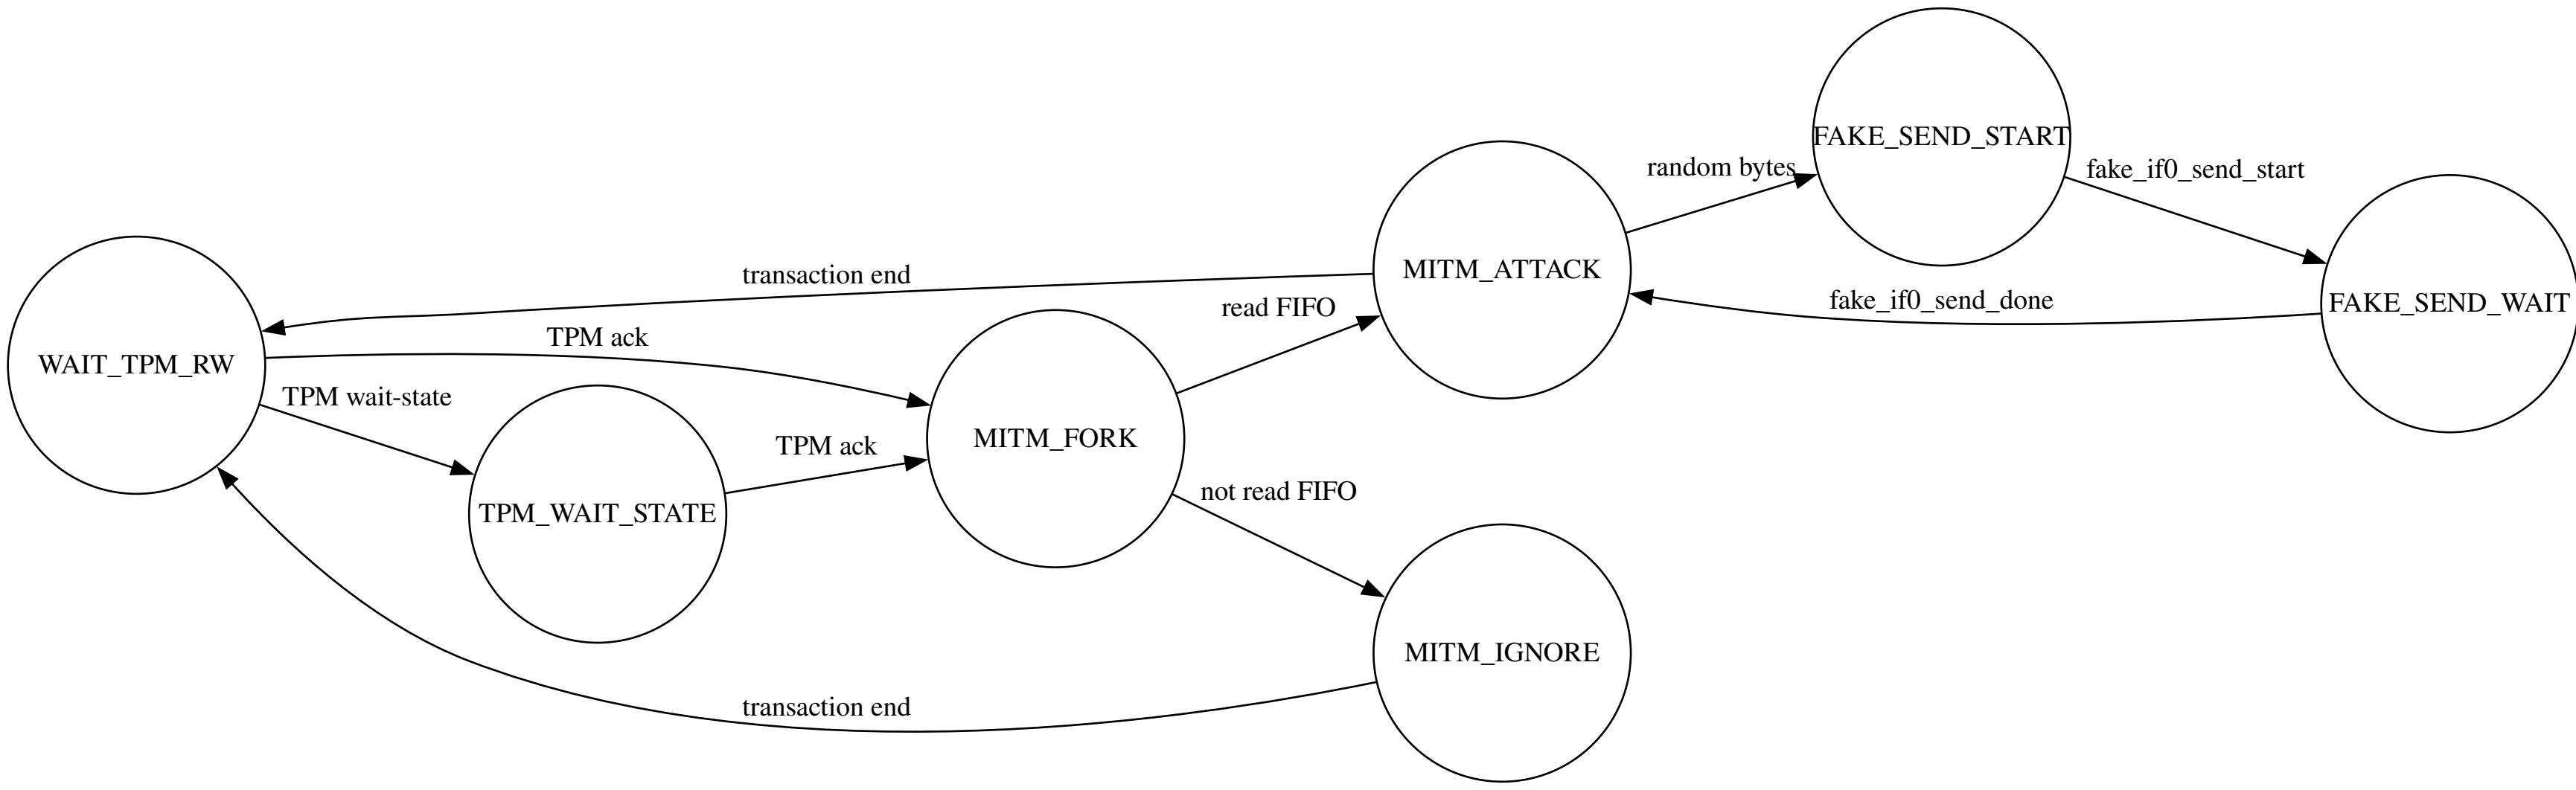 FAKE_SEND_START
random bytes
fake_if0_send_start
MITM_ATTACK
transaction end
read FIFO
fake_if0_send_done
FAKE_SEND_WAIT
TPM ack
WAIT_TPM_RW
TPM wait-state
MITM_FORK
TPM ack
not read FIFO
TPM_WAIT_STATE
MITM_IGNORE
transaction end